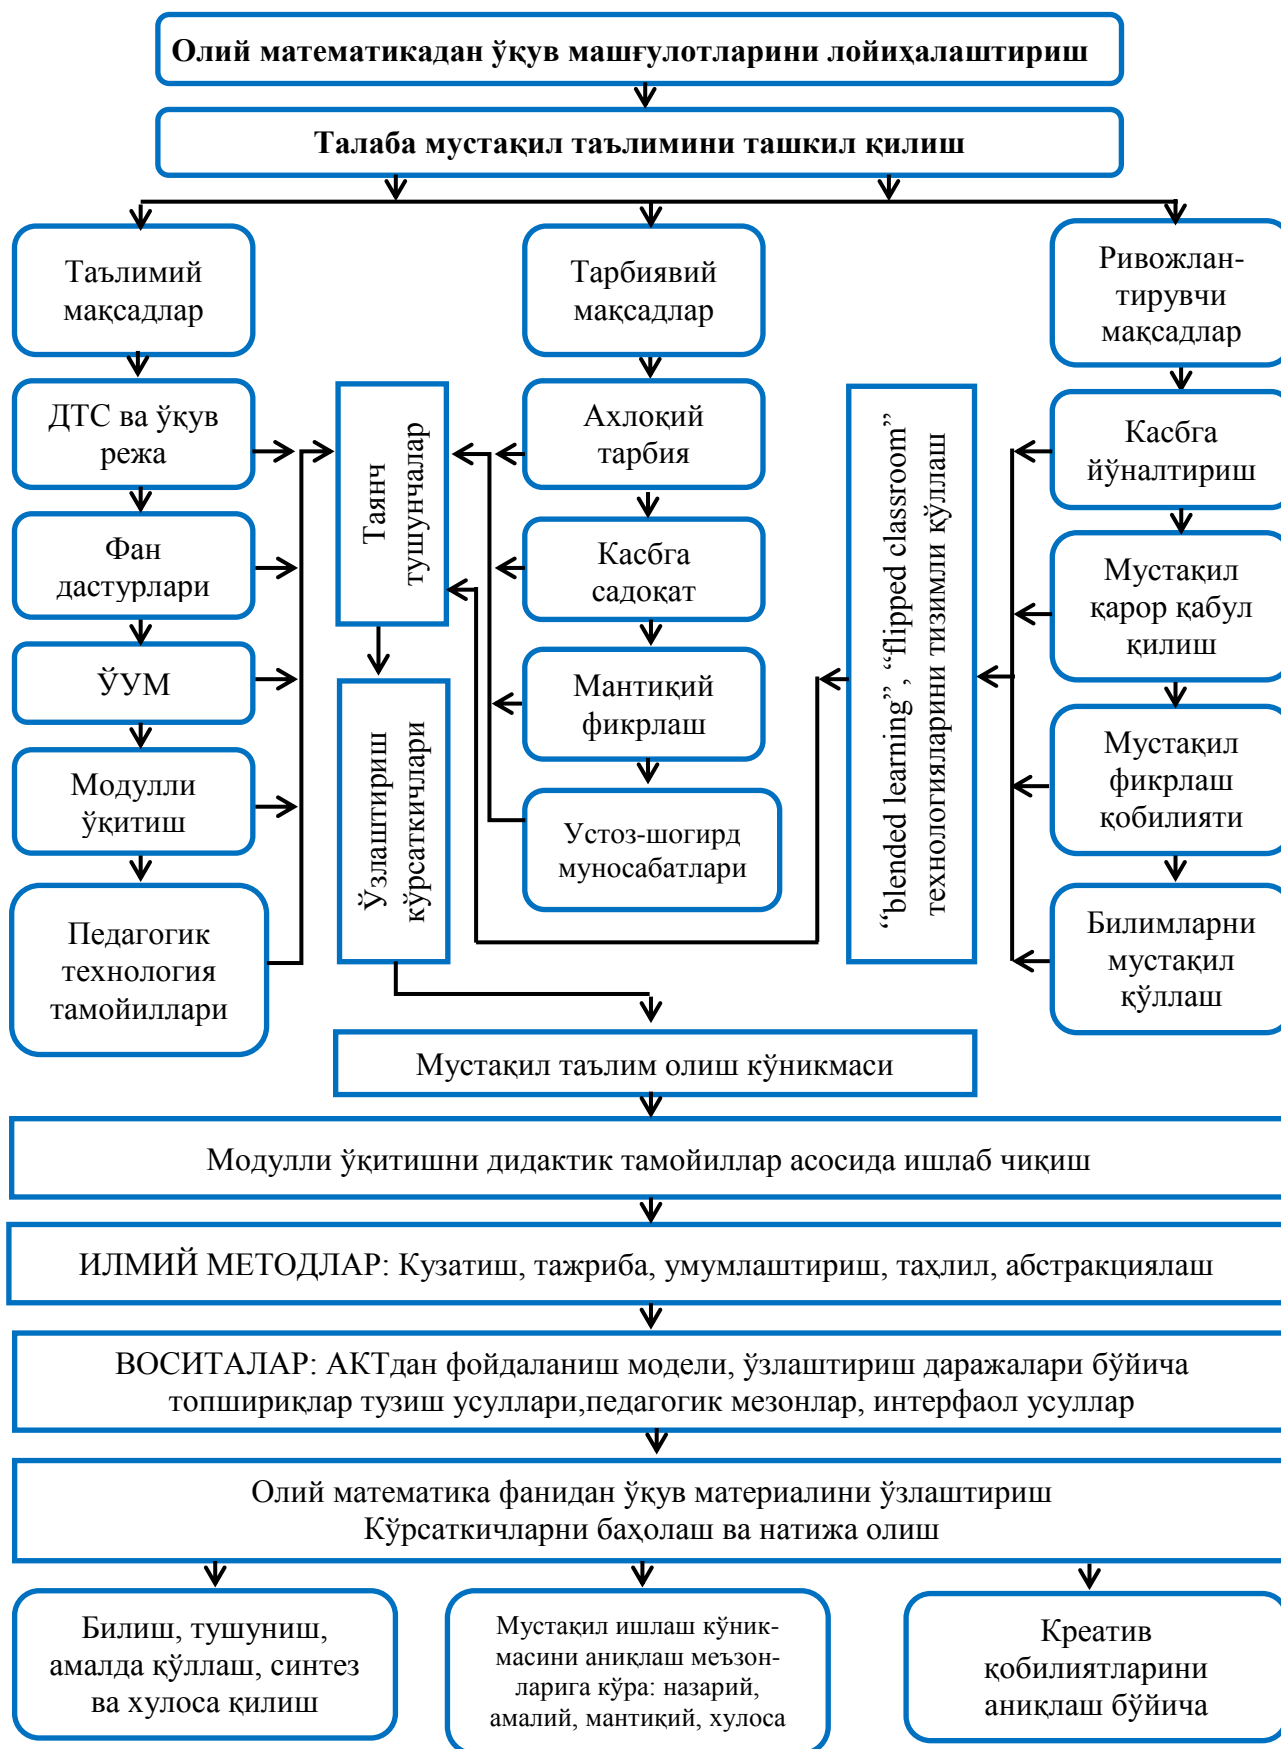 Олий математикадан ўқув машғулотларини лойиҳалаштириш
Талаба мустақил таълимини ташкил қилиш
Таълимий
мақсадлар
Тарбиявий
мақсадлар
Ривожлан-
тирувчи
мақсадлар
ДТС ва ўқув
режа
Фан
дастурлари
ЎУМ
Модулли
ўқитиш
Педагогик
технология
тамойиллари
Таянч
тушунчалар
Ўзлаштириш
кўрсаткичлари
Ахлоқий
тарбия
Касбга
садоқат
Мантиқий
фикрлаш
Устоз-шогирд
муносабатлари
“blended learning”, “flipped classroom”
технологияларини тизимли қўллаш
Касбга
йўналтириш
Мустақил
қарор қабул
қилиш
Мустақил
фикрлаш
қобилияти
Билимларни
мустақил
қўллаш
Мустақил таълим олиш кўникмаси
Модулли ўқитишни дидактик тамойиллар асосида ишлаб чиқиш
ИЛМИЙ МЕТОДЛАР: Кузатиш, тажриба, умумлаштириш, таҳлил, абстракциялаш
ВОСИТАЛАР: АКТдан фойдаланиш модели, ўзлаштириш даражалари бўйича
топшириқлар тузиш усуллари,педагогик мезонлар, интерфаол усуллар
Олий математика фанидан ўқув материалини ўзлаштириш
Кўрсаткичларни баҳолаш ва натижа олиш
Билиш, тушуниш,
амалда қўллаш, синтез
ва хулоса қилиш
Мустақил ишлаш кўник-
масини аниқлаш меъзон-
ларига кўра: назарий,
амалий, мантиқий, хулоса
Креатив
қобилиятларини
аниқлаш бўйича